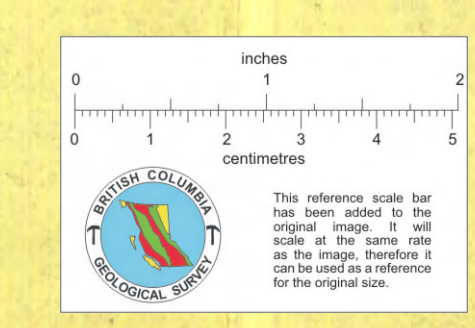 inches
0 1 2
0 1 2 3 4 5
centimetres
BRITISH COLUMBIA
GEOLOGICAL SURVEY
This reference scale bar
has been added to the
original image. It will
scale at the same rate
as the image, therefore it
can be used as a reference
for the original size.